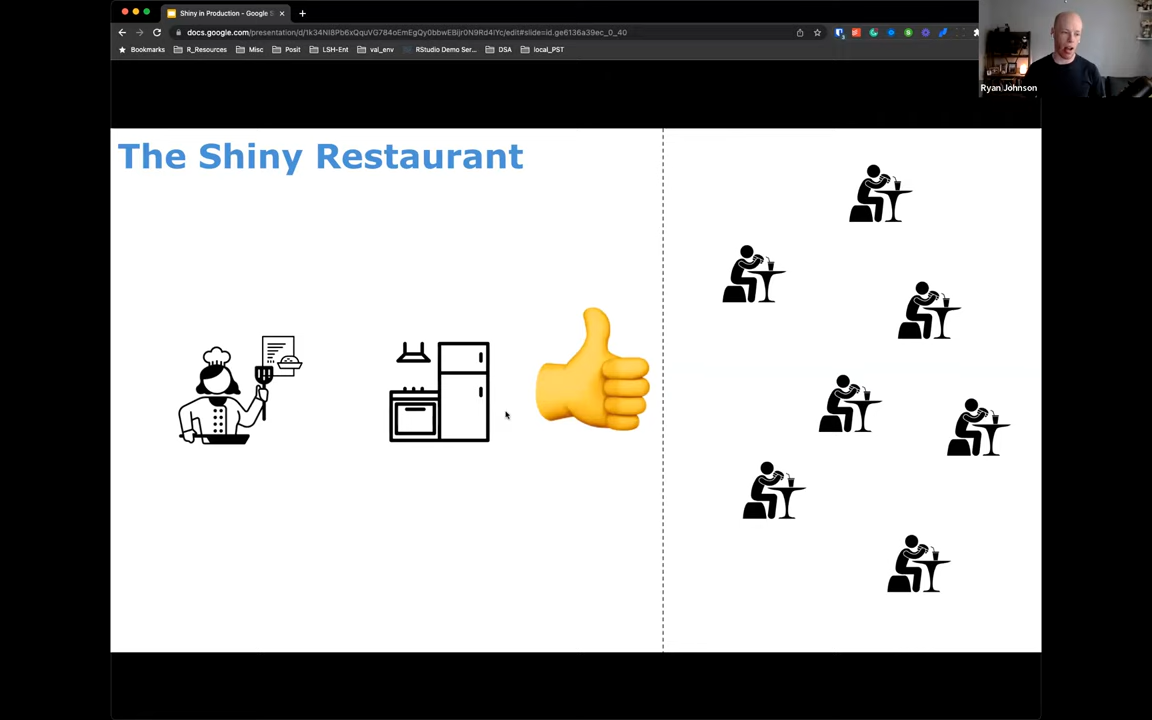 Shiny in Production - Google S
docs.google.com/presentation/d/1k34NI8Pb6xQquVG784oEmEgQy0bbwEBijr0N9Rd4lYc/edit#slide=id.ge6136a39ec_0_40
Bookmarks R_Resources Misc Posit LSH-Ent val_env RStudio Demo Ser... DSA local_PST
Ryan Johnson
The Shiny Restaurant